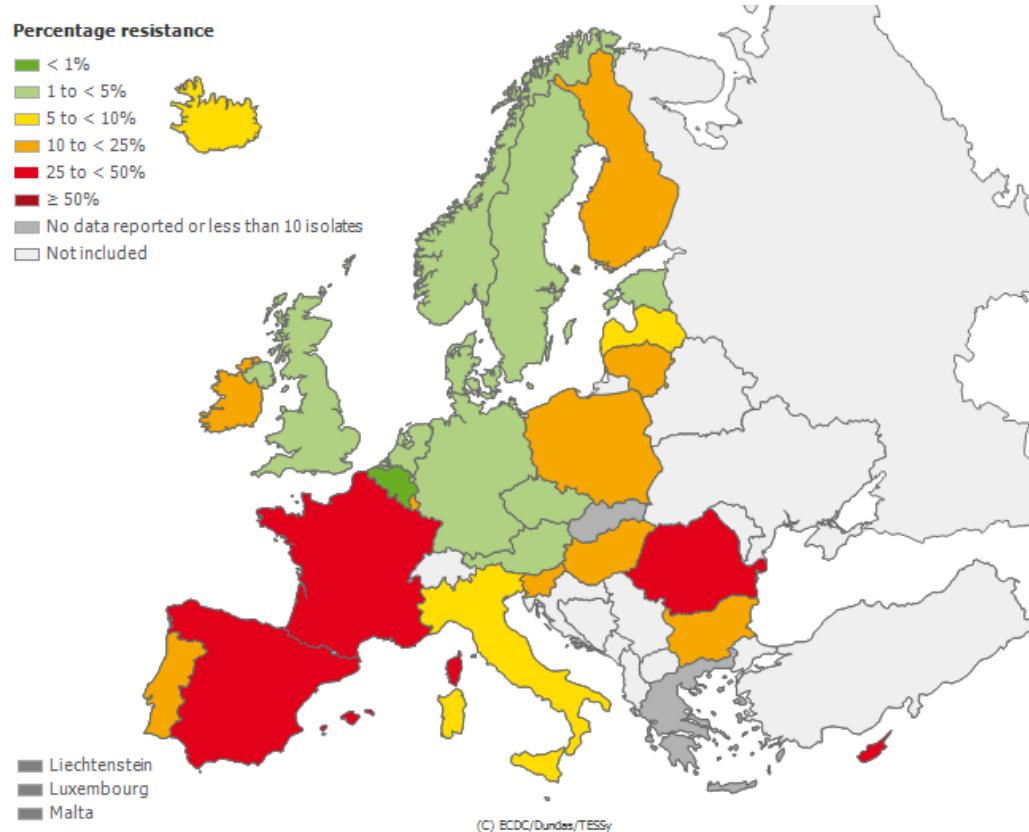 Percentage resistance
< 1%
1 to < 5%
5 to < 10%
10 to < 25%
25 to < 50%
≥ 50%
No data reported or less than 10 isolates
Not included
Liechtenstein
Luxembourg
Malta
(C) ECDC/Dundas/TESSy